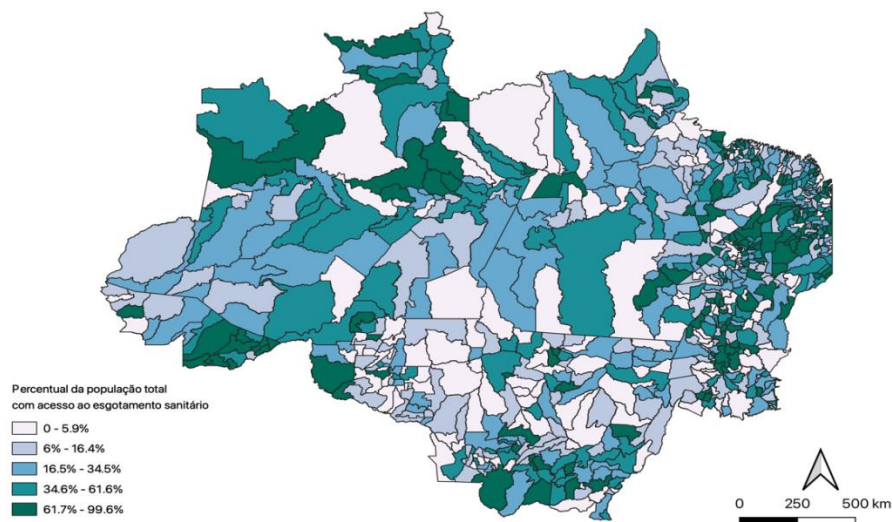 Percentual da população total
com acesso ao esgotamento sanitário
0 - 5.9%
6% - 16.4%
16.5% - 34.5%
34.6% - 61.6%
61.7% - 99.6%
0 250 500 km